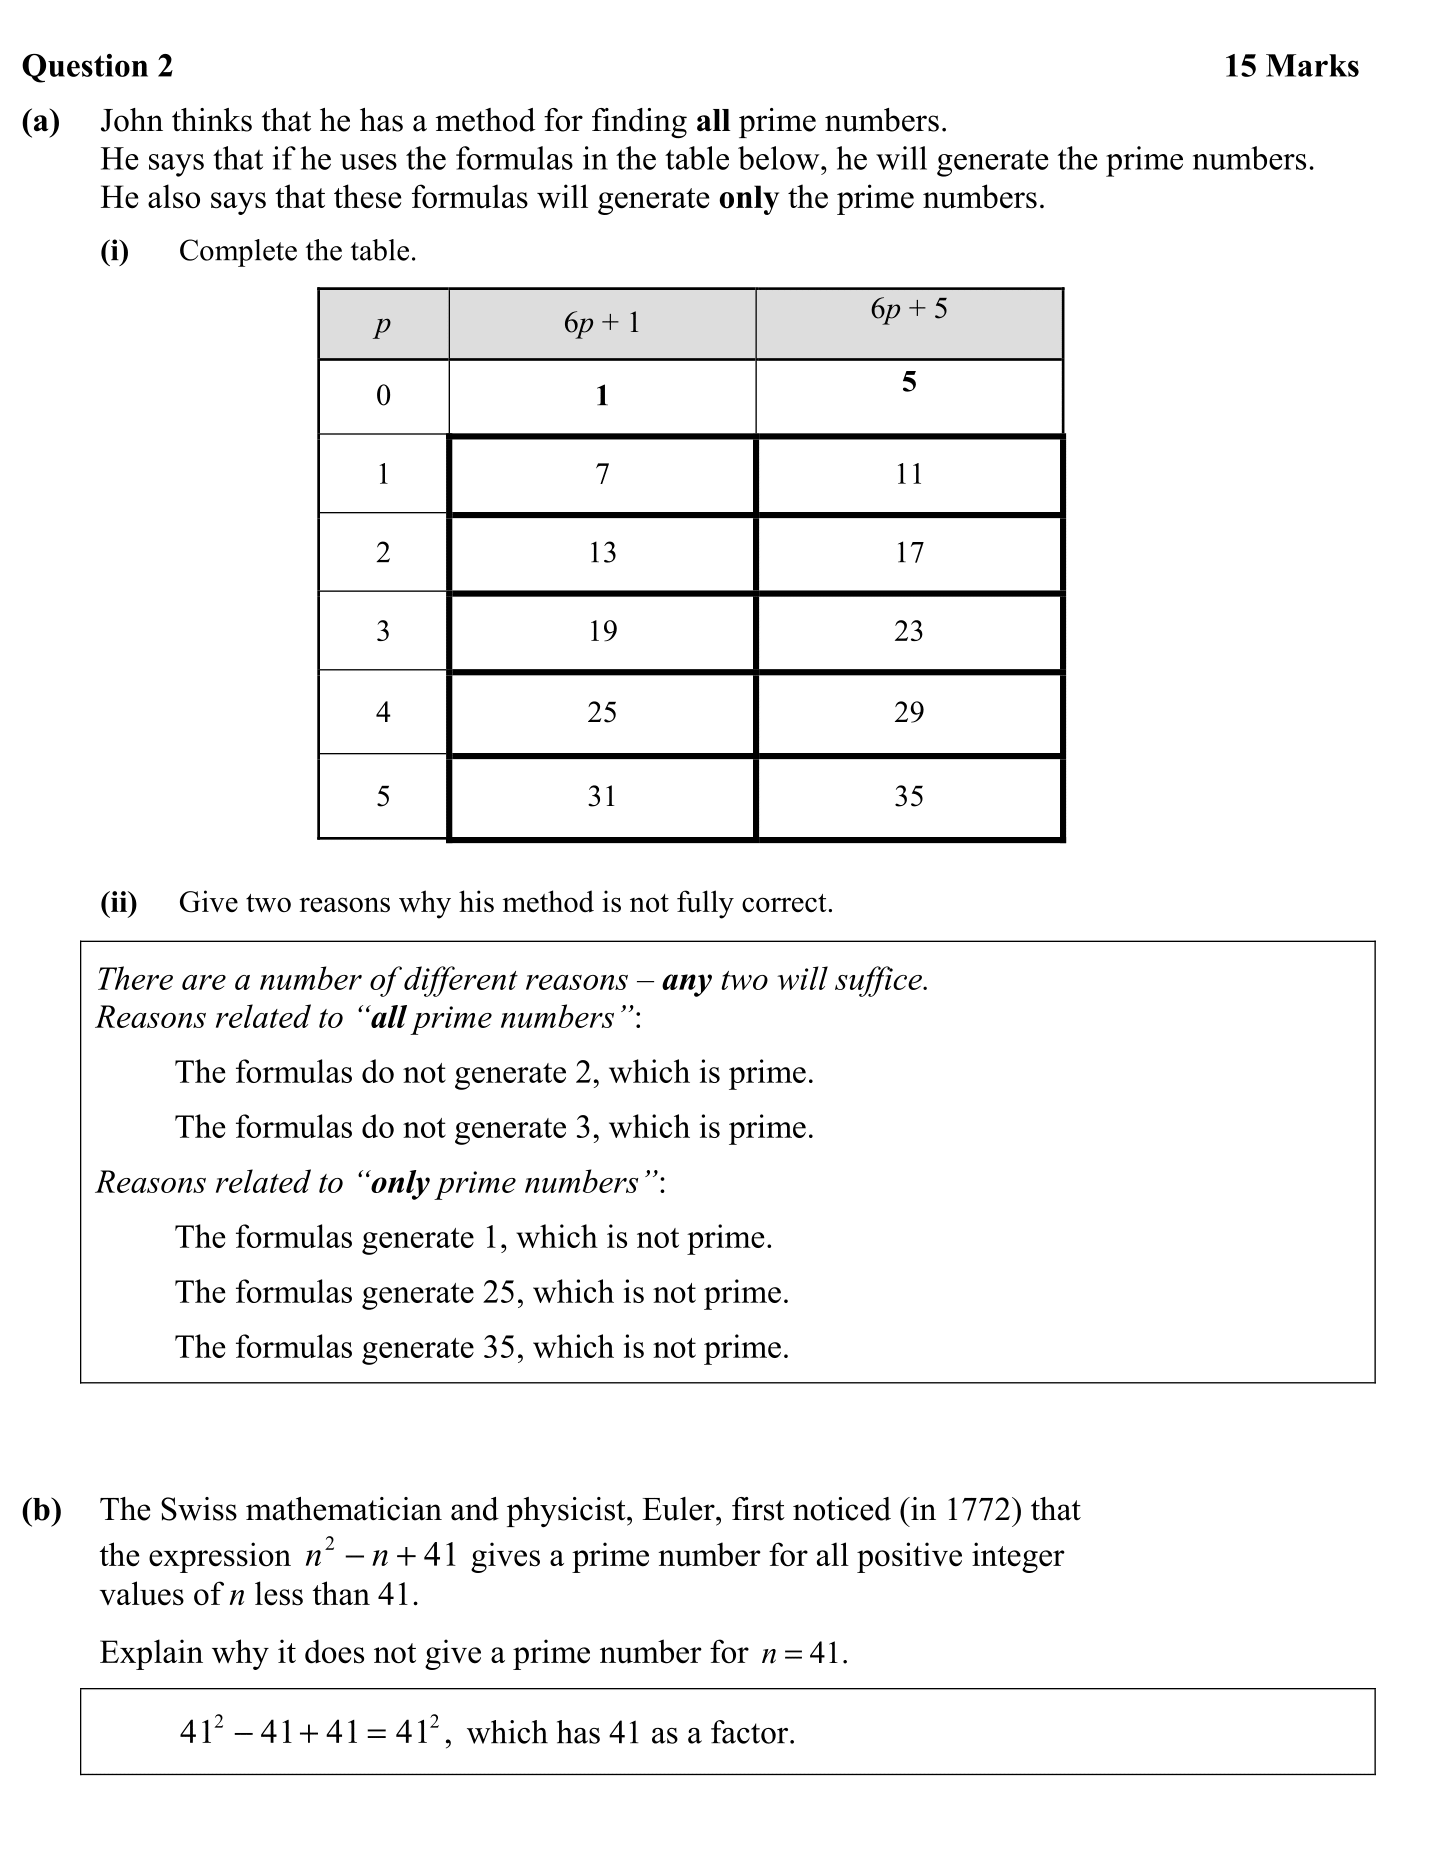 Question 2 15 Marks
(a) John thinks that he has a method for finding all prime numbers.
He says that if he uses the formulas in the table below, he will generate the prime numbers.
He also says that these formulas will generate only the prime numbers.
(i) Complete the table.
p 6p + 1 6p + 5
0 1 5
1 7 11
2 13 17
3 19 23
4 25 29
5 31 35
(ii) Give two reasons why his method is not fully correct.
There are a number of different reasons – any two will suffice.
Reasons related to “all prime numbers”:
The formulas do not generate 2, which is prime.
The formulas do not generate 3, which is prime.
Reasons related to “only prime numbers”:
The formulas generate 1, which is not prime.
The formulas generate 25, which is not prime.
The formulas generate 35, which is not prime.
(b) The Swiss mathematician and physicist, Euler, first noticed (in 1772) that
the expression n² − n + 41 gives a prime number for all positive integer
values of n less than 41.
Explain why it does not give a prime number for n = 41.
41² − 41 + 41 = 41², which has 41 as a factor.